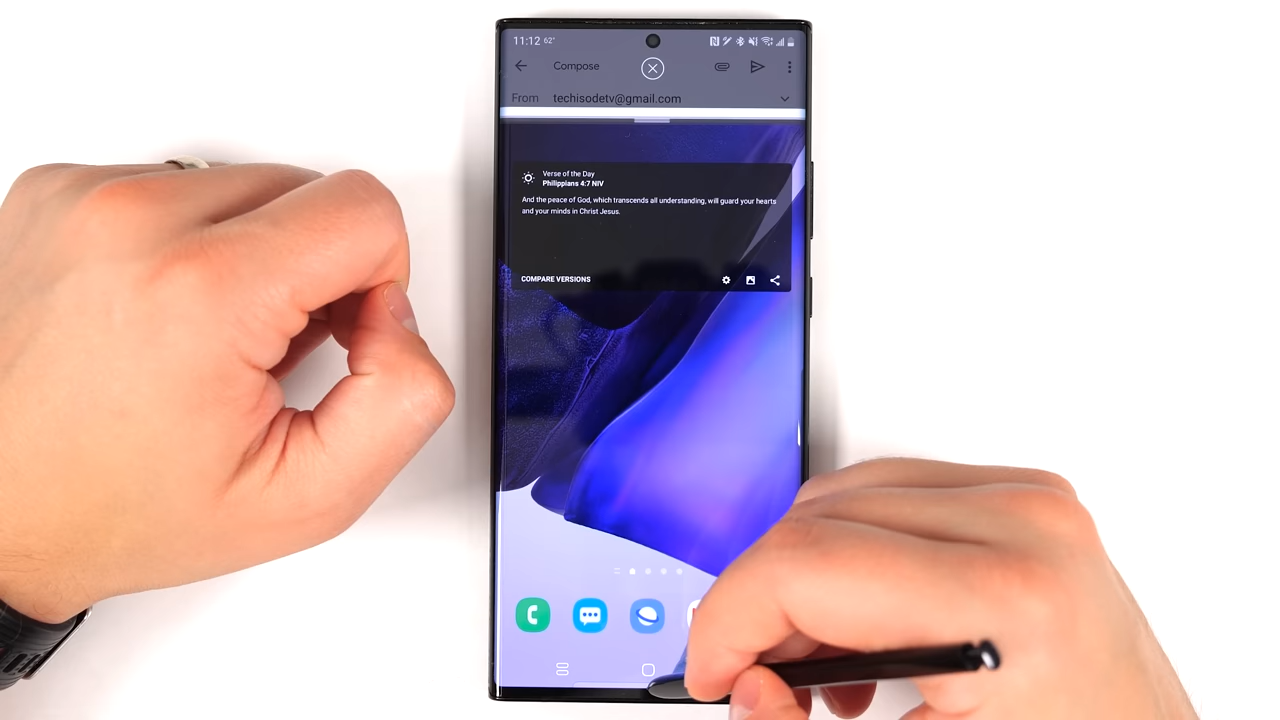 11:12 62°
Compose
From techisodetv@gmail.com
Verse of the Day
Philippians 4:7 NIV
And the peace of God, which transcends all understanding, will guard your hearts
and your minds in Christ Jesus.
COMPARE VERSIONS